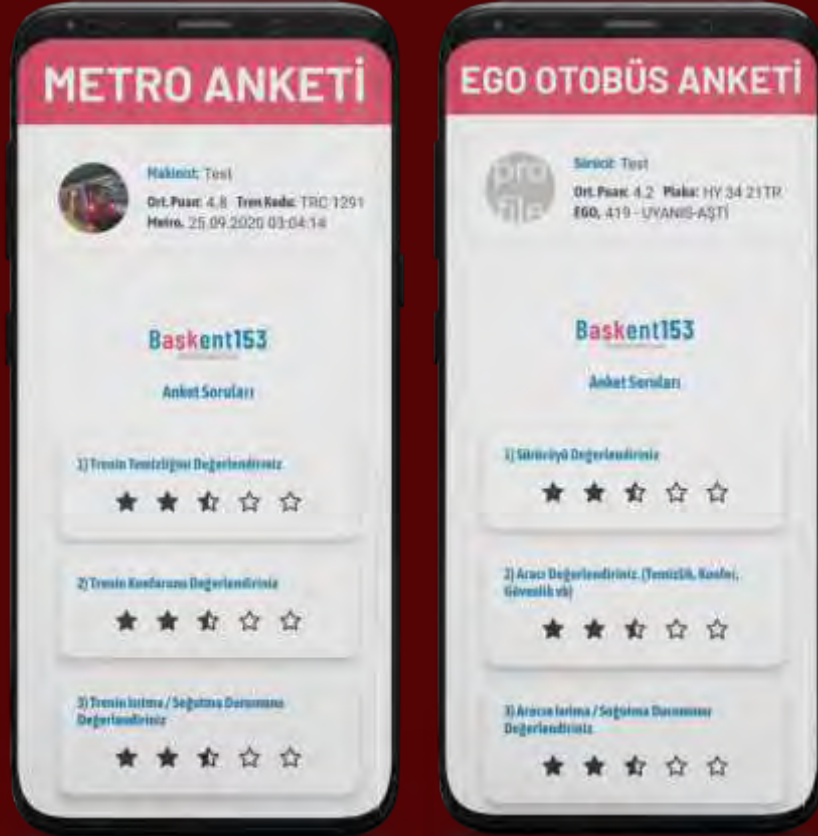 METRO ANKETİ
Makinist: Test
Ort. Puan: 4.8 Tren Kodu: TRC 1291
Metro, 25.09.2020 03:04:14
Baskent153
Anket Soruları
1) Trenin Temizliğini Değerlendiriniz
2) Trenin Konforunu Değerlendiriniz
3) Trenin Isıtma / Soğutma Durumunu
Değerlendiriniz
EGO OTOBÜS ANKETİ
profile
Sürücü: Test
Ort. Puan: 4.2 Plaka: HY 34 21TR
EGO, 419 - UYANIS-AŞTİ
Baskent153
Anket Soruları
1) Sürücüyü Değerlendiriniz
2) Aracı Değerlendiriniz. (Temizlik, Konfor,
Güvenlik vb)
3) Aracın Isıtma / Soğutma Durumunu
Değerlendiriniz